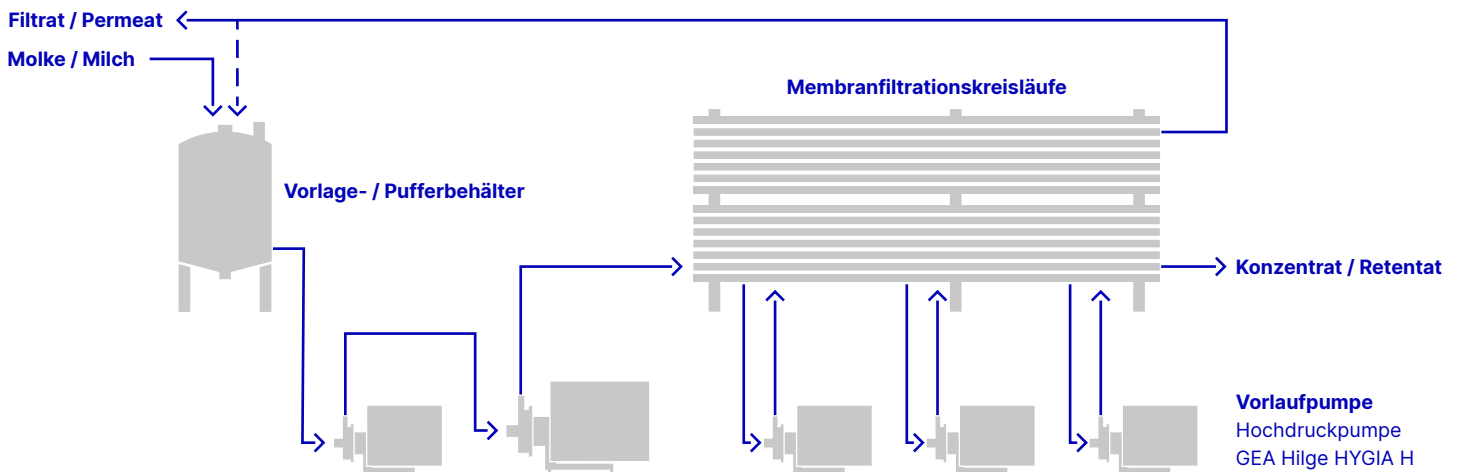 Filtrat / Permeat
Molke / Milch
Membranfiltrationskreisläufe
Vorlage- / Pufferbehälter
Konzentrat / Retentat
Vorlaufpumpe
Hochdruckpumpe
GEA Hilge HYGIA H